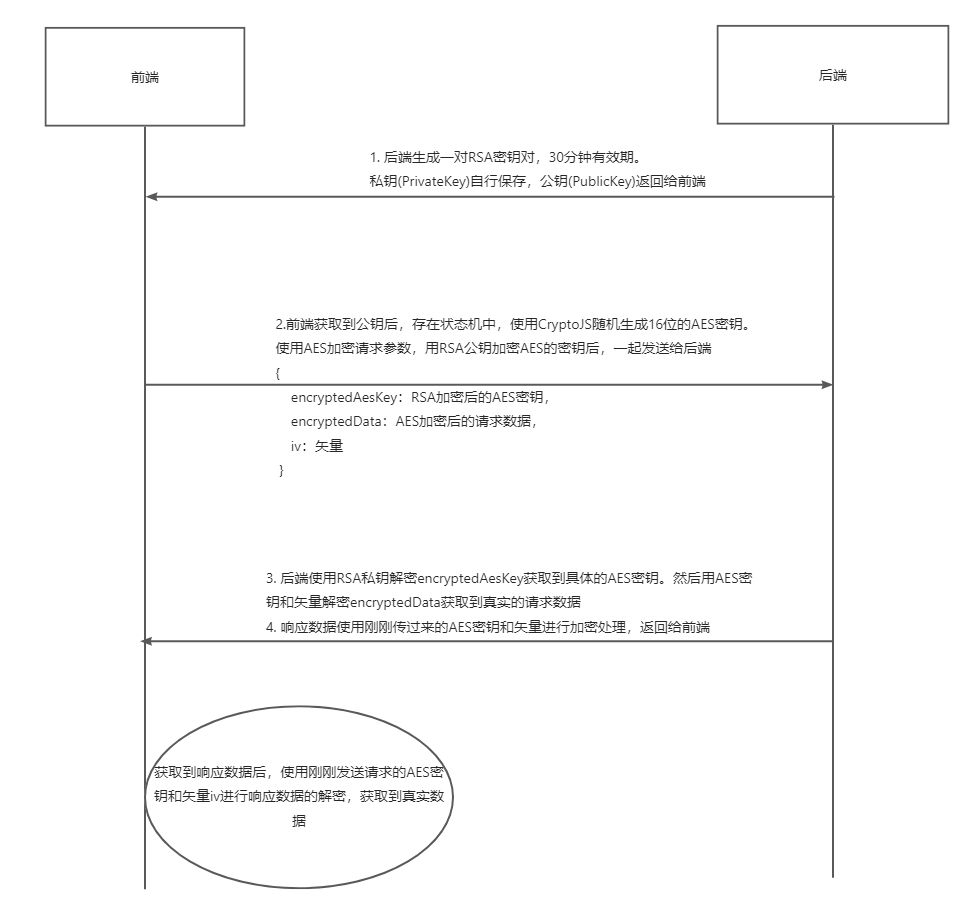 前端
后端
1. 后端生成一对RSA密钥对，30分钟有效期。
私钥(PrivateKey)自行保存，公钥(PublicKey)返回给前端
2.前端获取到公钥后，存在状态机中，使用CryptoJS随机生成16位的AES密钥。
使用AES加密请求参数，用RSA公钥加密AES的密钥后，一起发送给后端
{
encryptedAesKey：RSA加密后的AES密钥，
encryptedData：AES加密后的请求数据，
iv：矢量
}
3. 后端使用RSA私钥解密encryptedAesKey获取到具体的AES密钥。然后用AES密
钥和矢量解密encryptedData获取到真实的请求数据
4. 响应数据使用刚刚传过来的AES密钥和矢量进行加密处理，返回给前端
获取到响应数据后，使用刚刚发送请求的AES密
钥和矢量iv进行响应数据的解密，获取到真实数
据